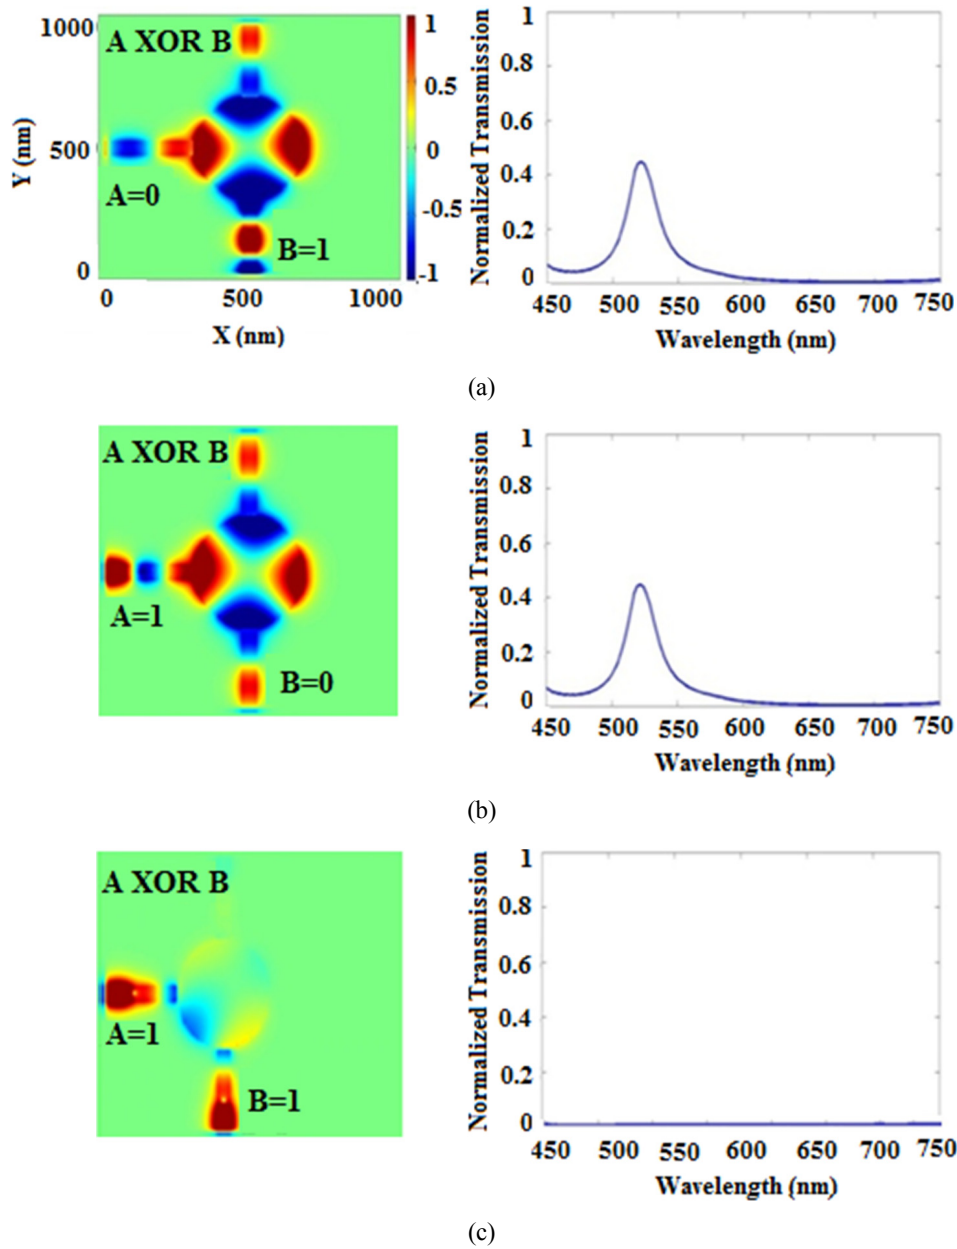 1000
A XOR B
Y (nm)
500
A=0
B=1
0
0 500 1000
X (nm)
1
0.5
0
-0.5
-1
Normalized Transmission
1
0.8
0.6
0.4
0.2
0
450 500 550 600 650 700 750
Wavelength (nm)
(a)
A XOR B
A=1
B=0
Normalized Transmission
1
0.8
0.6
0.4
0.2
0
450 500 550 600 650 700 750
Wavelength (nm)
(b)
A XOR B
A=1
B=1
Normalized Transmission
1
0.8
0.6
0.4
0.2
0
450 500 550 600 650 700 750
Wavelength (nm)
(c)